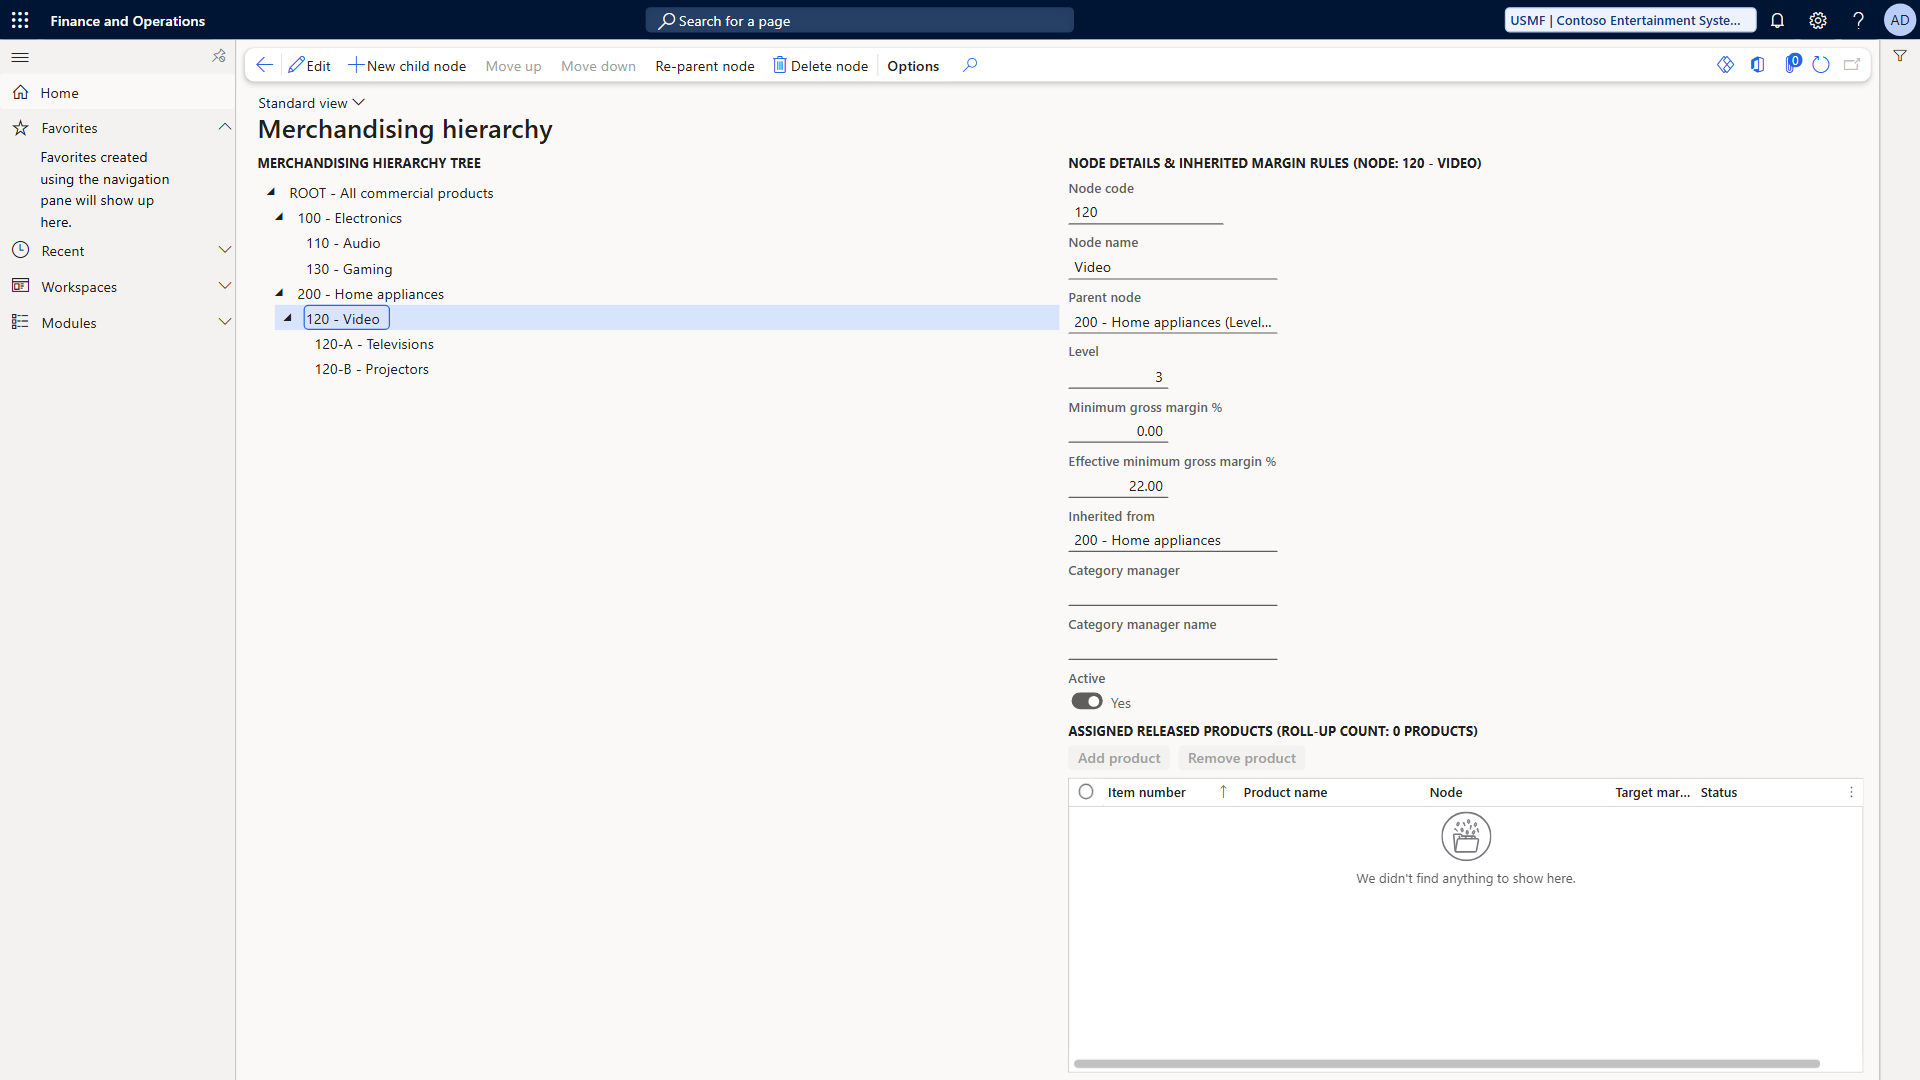 Finance and Operations
Search for a page
USMF | Contoso Entertainment Syste...
AD
Edit
New child node
Move up
Move down
Re-parent node
Delete node
Options
0
Home
Favorites
Favorites created
using the navigation
pane will show up
here.
Recent
Workspaces
Modules
Standard view
Merchandising hierarchy
MERCHANDISING HIERARCHY TREE
ROOT - All commercial products
100 - Electronics
110 - Audio
130 - Gaming
200 - Home appliances
120 - Video
120-A - Televisions
120-B - Projectors
NODE DETAILS & INHERITED MARGIN RULES (NODE: 120 - VIDEO)
Node code
120
Node name
Video
Parent node
200 - Home appliances (Level...
Level
3
Minimum gross margin %
0.00
Effective minimum gross margin %
22.00
Inherited from
200 - Home appliances
Category manager
Category manager name
Active
Yes
ASSIGNED RELEASED PRODUCTS (ROLL-UP COUNT: 0 PRODUCTS)
Add product
Remove product
Item number
Product name
Node
Target mar...
Status
We didn't find anything to show here.